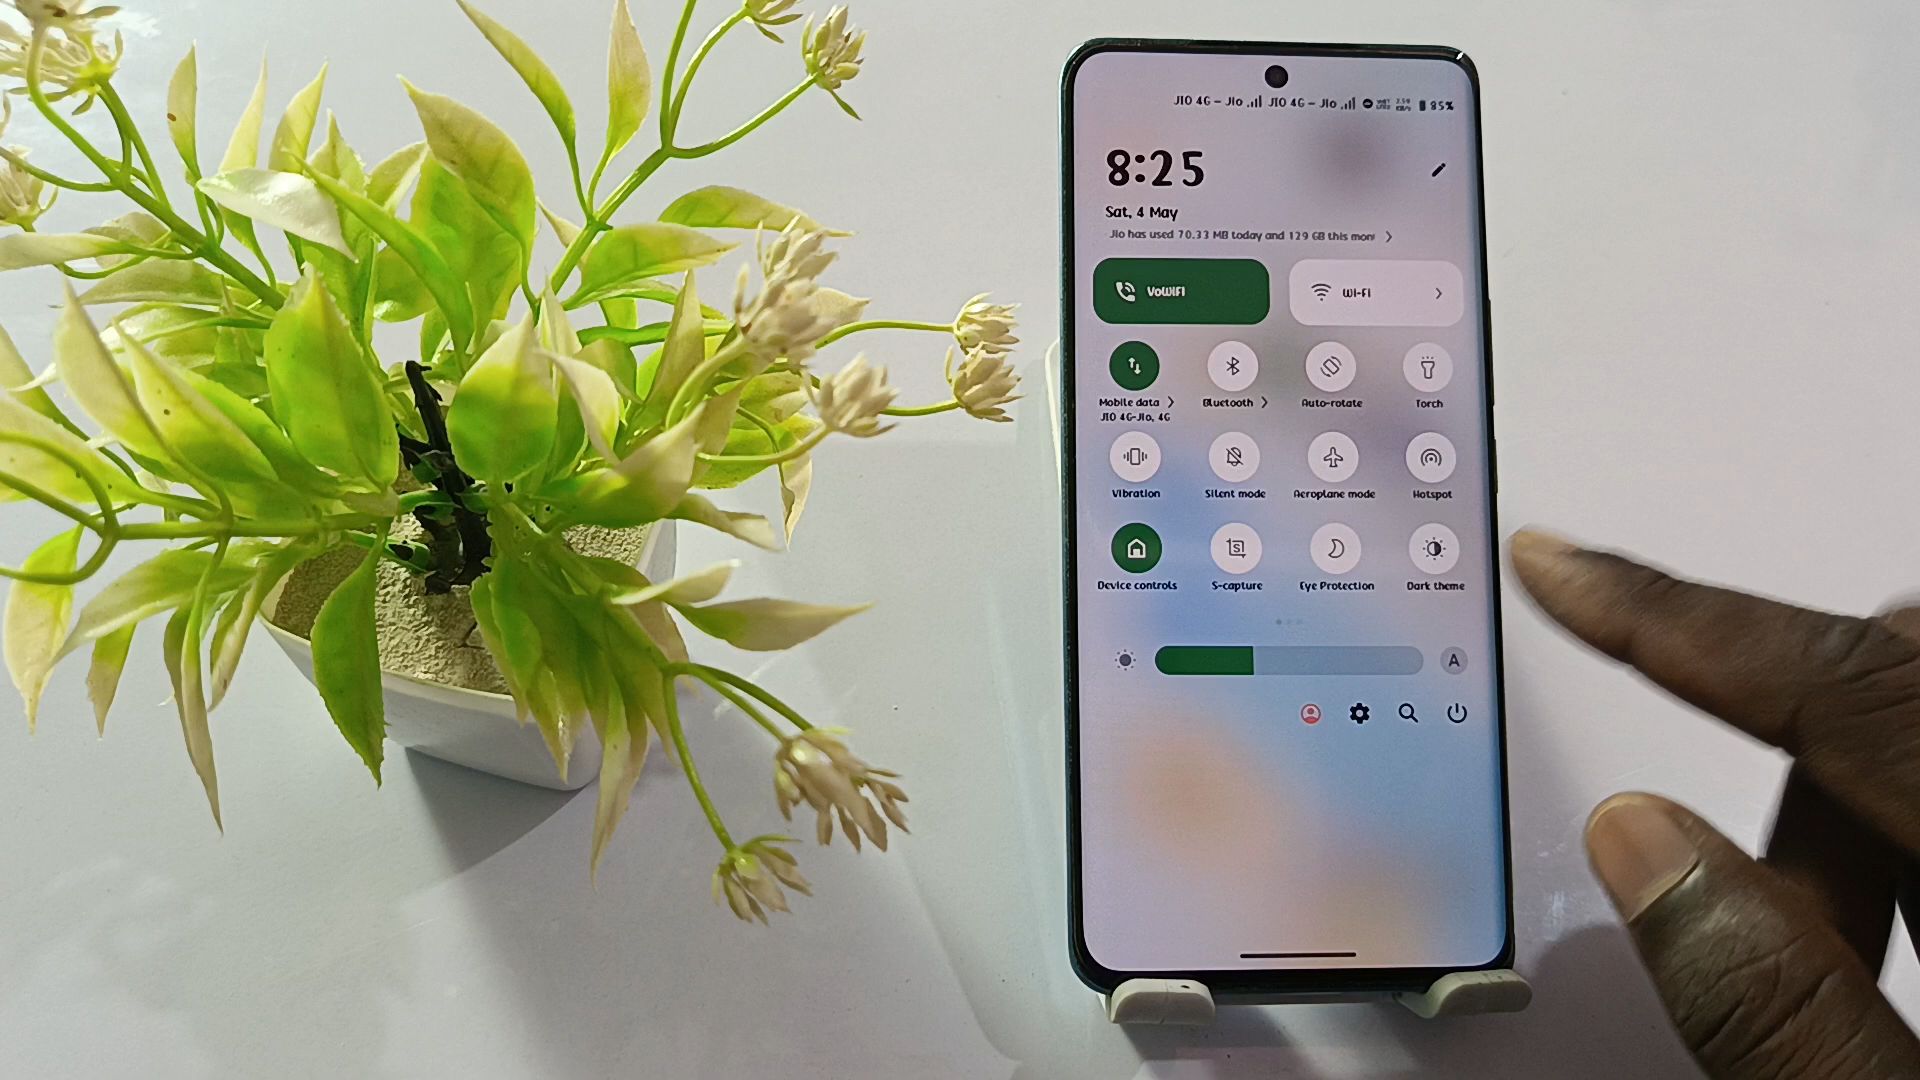 JIO 4G – Jio JIO 4G – Jio 85%
8:25
Sat, 4 May
Jio has used 70.33 MB today and 129 GB this mon
VoWiFi
Wi-Fi
Mobile data
Bluetooth
Auto-rotate
Torch
JIO 4G-Jio, 4G
Vibration
Silent mode
Aeroplane mode
Hotspot
Device controls
S-capture
Eye Protection
Dark theme
A